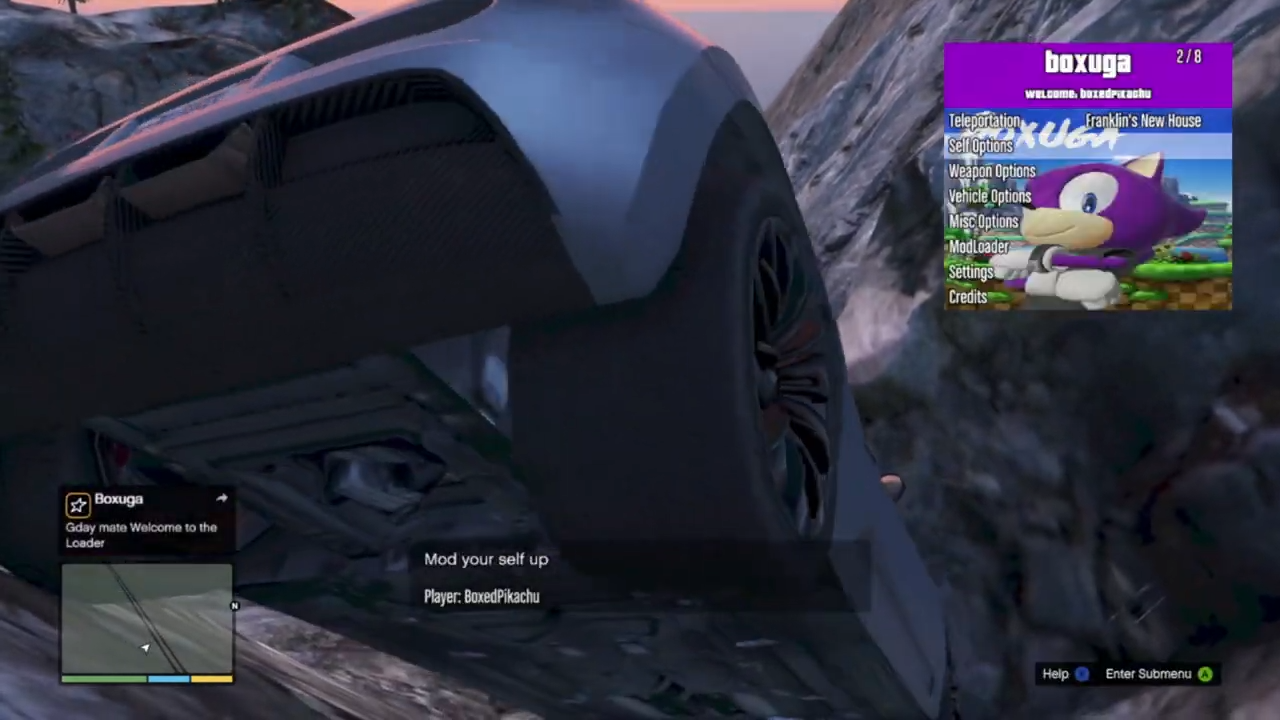 boxuga
2/8
welcome: boxedPikachu
Teleportation Franklin's New House
BOXUGA
Self Options
Weapon Options
Vehicle Options
Misc Options
ModLoader
Settings
Credits
Boxuga
Gday mate Welcome to the
Loader
N
Mod your self up
Player: BoxedPikachu
Help Enter Submenu A